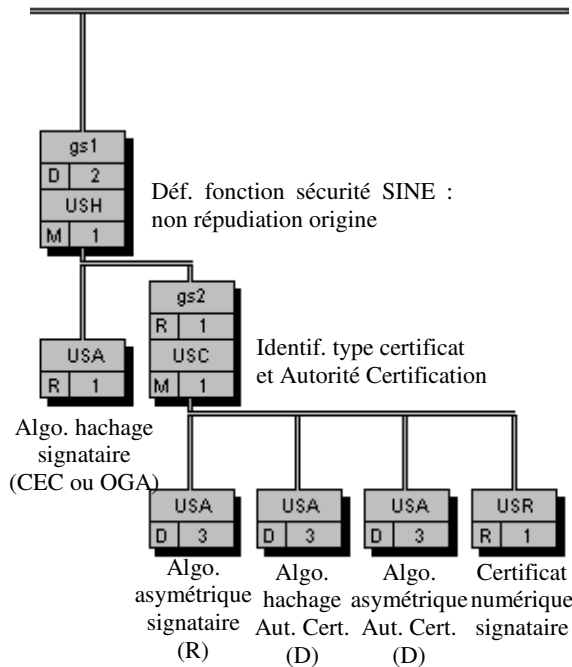 gs1
D 2
USH
M 1
Déf. fonction sécurité SINE :
non répudiation origine
USA
R 1
Algo. hachage
signataire
(CEC ou OGA)
gs2
R 1
USC
M 1
Identif. type certificat
et Autorité Certification
USA
D 3
Algo.
asymétrique
signataire
(R)
USA
D 3
Algo.
hachage
Aut. Cert.
(D)
USA
D 3
Algo.
asymétrique
Aut. Cert.
(D)
USR
R 1
Certificat
numérique
signataire